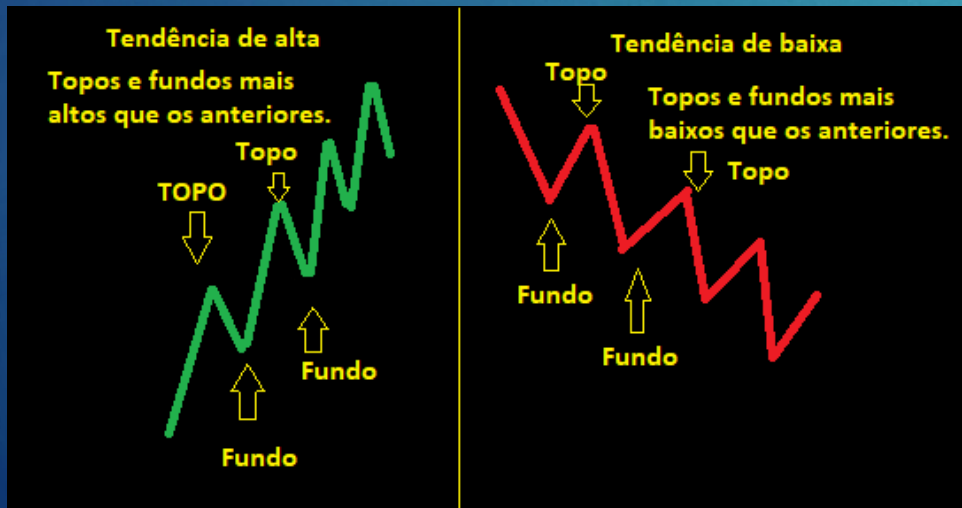 Tendência de alta
Topos e fundos mais
altos que os anteriores.
Topo
TOPO
Fundo
Fundo
Tendência de baixa
Topo
Topos e fundos mais
baixos que os anteriores.
Topo
Fundo
Fundo